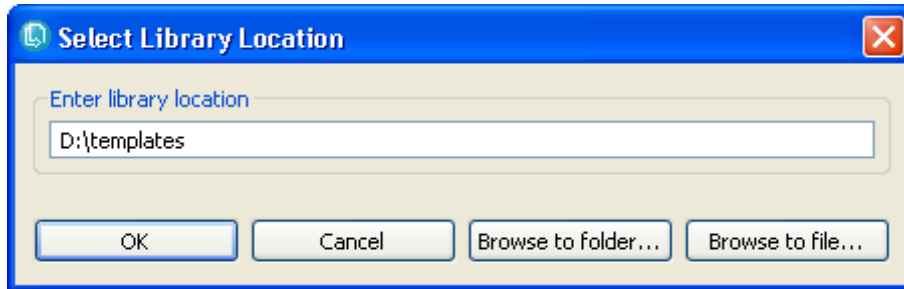 Select Library Location
Enter library location
D:\templates
OK Cancel Browse to folder... Browse to file...